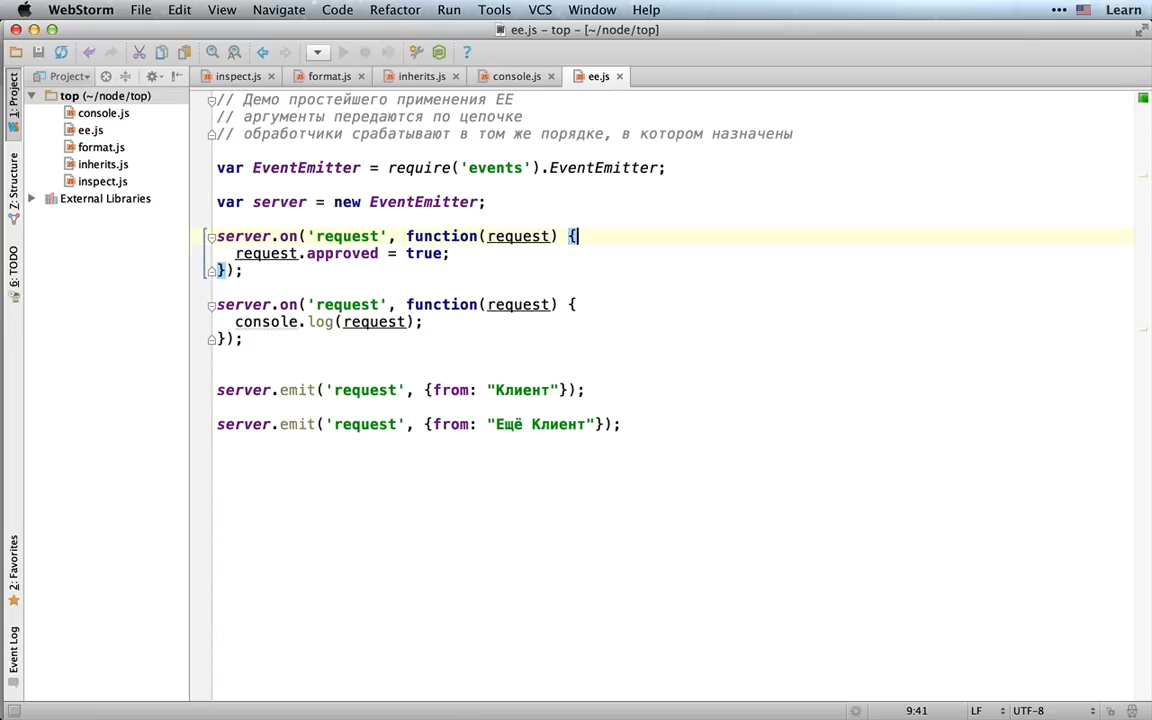 WebStorm File Edit View Navigate Code Refactor Run Tools VCS Window Help ••• Learn
ee.js – top – [~/node/top]
?
1: Project
Project
inspect.js × format.js × inherits.js × console.js × ee.js ×
top (~/node/top)
console.js
ee.js
format.js
inherits.js
inspect.js
External Libraries
7: Structure
6: TODO
2: Favorites
Event Log
// Демо простейшего применения EE
// аргументы передаются по цепочке
// обработчики срабатывают в том же порядке, в котором назначены
var EventEmitter = require('events').EventEmitter;
var server = new EventEmitter;
server.on('request', function(request) {
request.approved = true;
});
server.on('request', function(request) {
console.log(request);
});
server.emit('request', {from: "Клиент"});
server.emit('request', {from: "Ещё Клиент"});
9:41 LF UTF-8